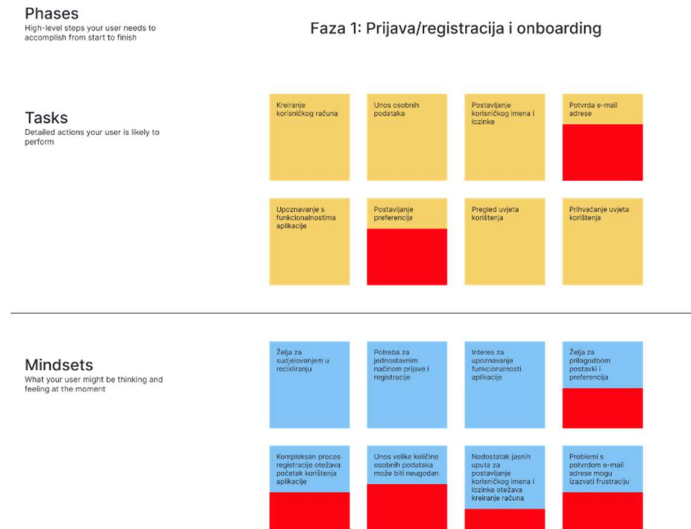 Phases
High-level steps your user needs to
accomplish from start to finish
Faza 1: Prijava/registracija i onboarding
Tasks
Detailed actions your user is likely to
perform
Kreiranje
korisničkog računa
Unos osobnih
podataka
Postavljanje
korisničkog imena i
lozinke
Potvrda e-mail
adrese
Upoznavanje s
funkcionalnostima
aplikacije
Postavljanje
preferencija
Pregled uvjeta
korištenja
Prihvaćanje uvjeta
korištenja
Mindsets
What your user might be thinking and
feeling at the moment
Želja za
sudjelovanjem u
recikliranju
Potreba za
jednostavnim
načinom prijave i
registracije
Interes za
upoznavanje
funkcionalnosti
aplikacije
Želja za
prilagodbom
postavki i
preferencija
Kompleksan proces
registracije otežava
početak korištenja
aplikacije
Unos velike količine
osobnih podataka
može biti neugodan
Nedostatak jasnih
uputa za
postavljanje
korisničkog imena i
lozinke otežava
kreiranje računa
Problemi s
potvrdom e-mail
adrese mogu
izazvati frustraciju